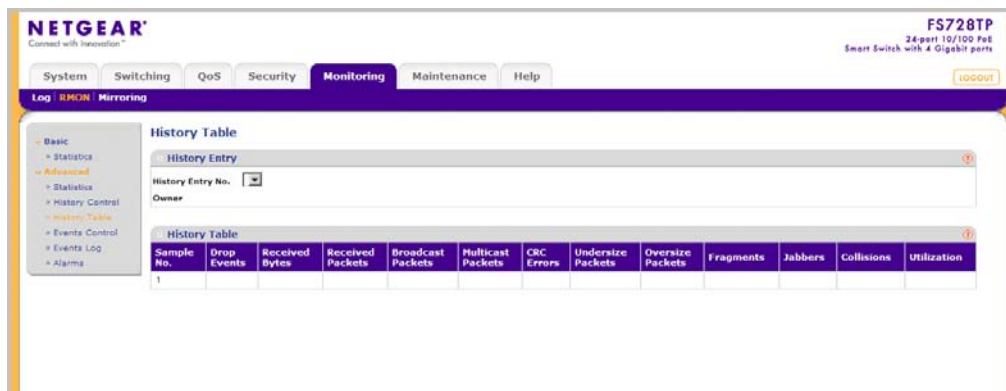 NETGEAR
Connect with Innovation™
FS728TP
24-port 10/100 PoE
Smart Switch with 4 Gigabit ports
System Switching QoS Security Monitoring Maintenance Help
LOGOUT
Log RMON Mirroring
Basic
Statistics
Advanced
Statistics
History Control
History Table
Events Control
Events Log
Alarms
History Table
History Entry
History Entry No.
Owner
History Table
Sample No. Drop Events Received Bytes Received Packets Broadcast Packets Multicast Packets CRC Errors Undersize Packets Oversize Packets Fragments Jabbers Collisions Utilization
1